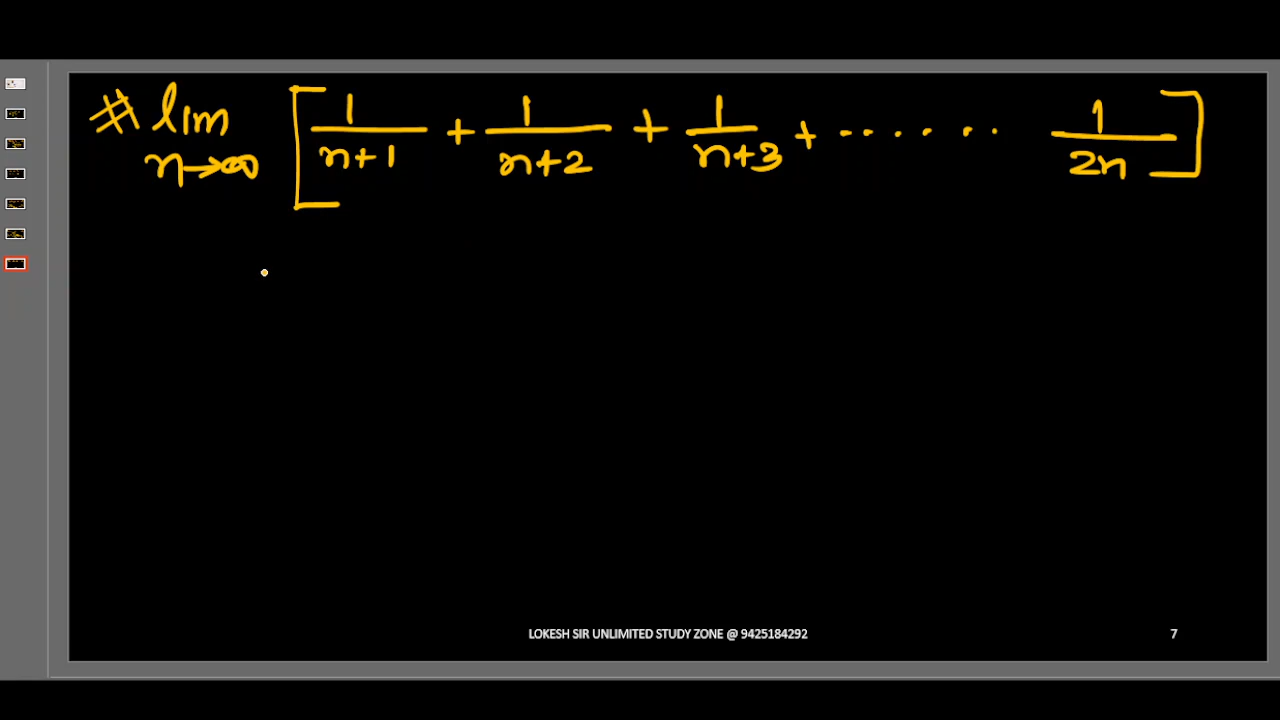 # lim n→∞ [ 1/(n+1) + 1/(n+2) + 1/(n+3) + ....... 1/2n ]
LOKESH SIR UNLIMITED STUDY ZONE @ 9425184292
7